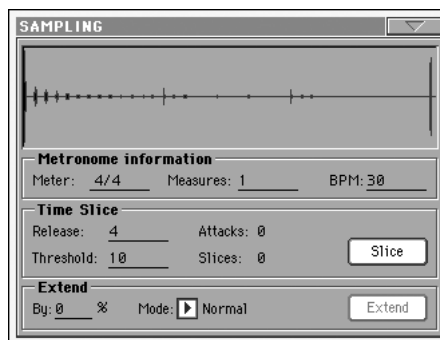 SAMPLING
Metronome information
Meter: 4/4 Measures: 1 BPM: 30
Time Slice
Release: 4 Attacks: 0
Threshold: 10 Slices: 0 Slice
Extend
By: 0 % Mode: Normal Extend